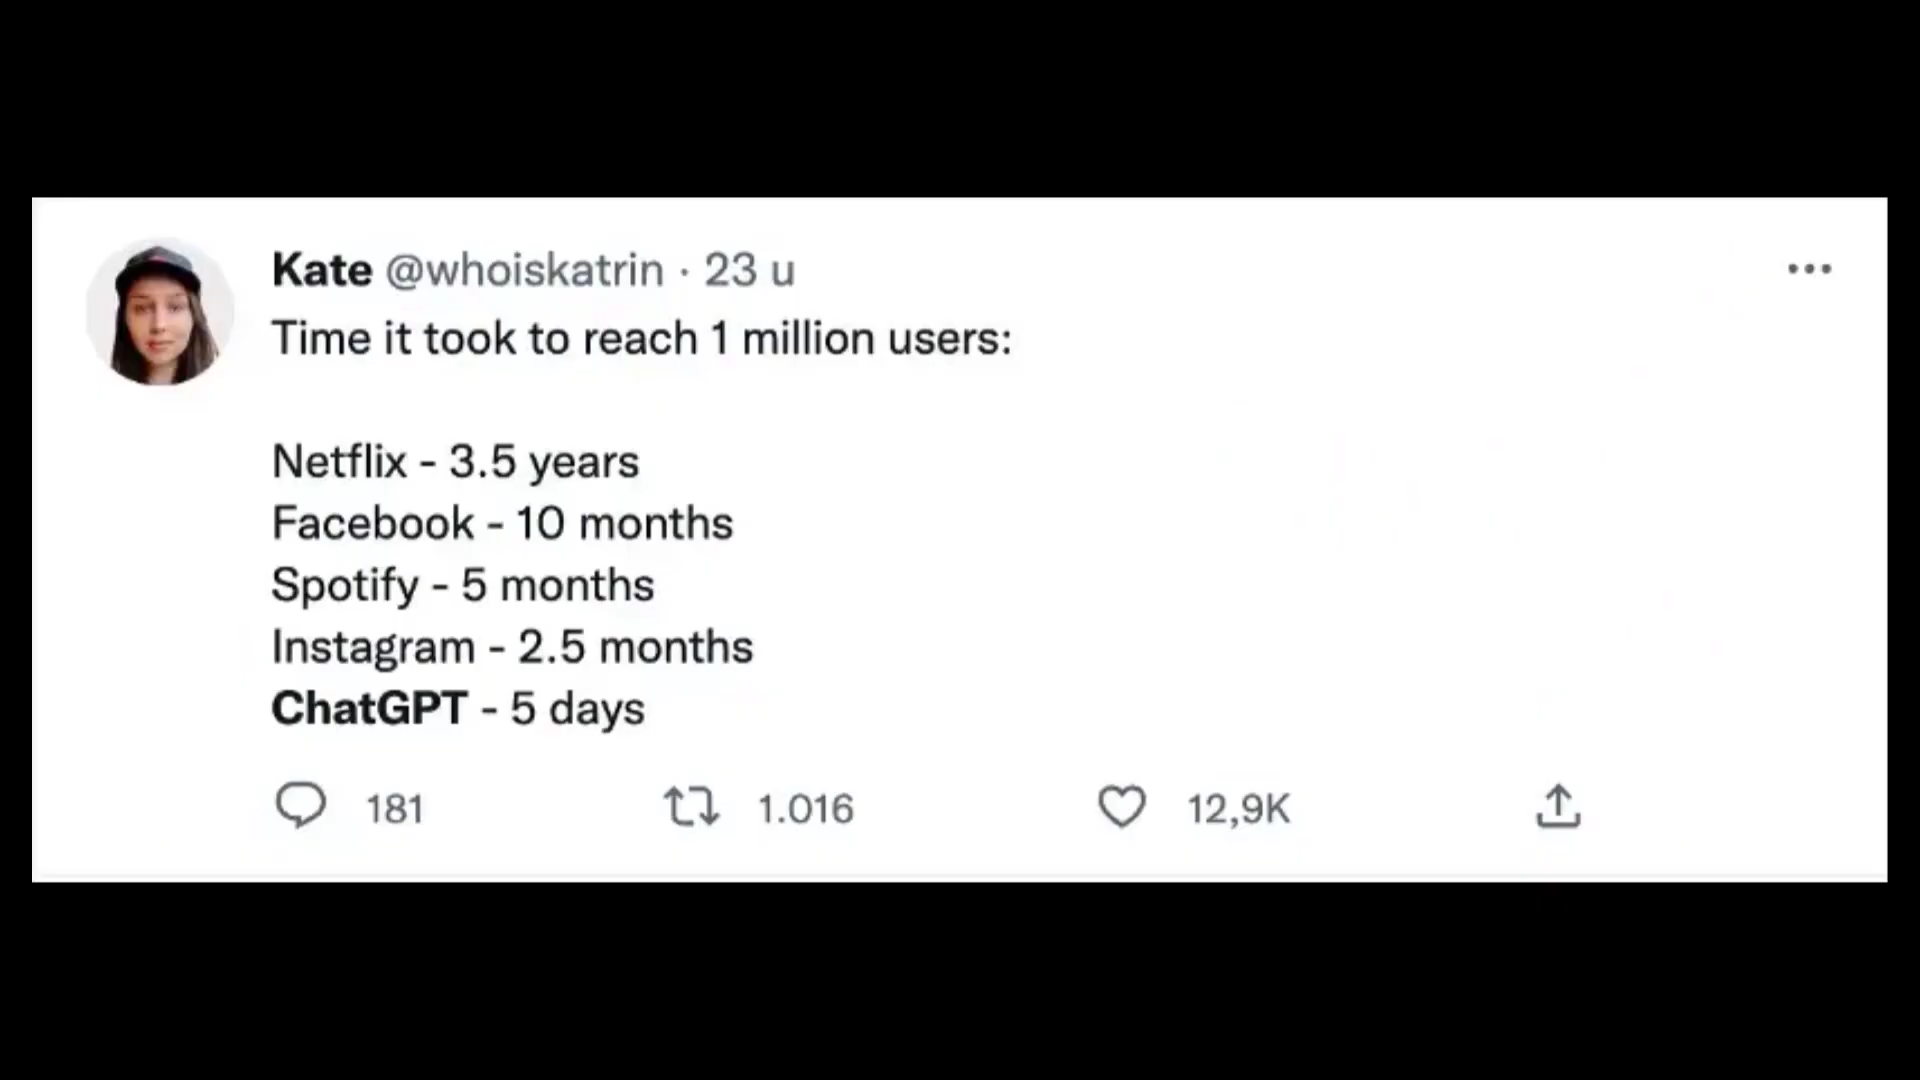 Kate @whoiskatrin · 23 u
Time it took to reach 1 million users:
Netflix - 3.5 years
Facebook - 10 months
Spotify - 5 months
Instagram - 2.5 months
ChatGPT - 5 days
181 1.016 12,9K